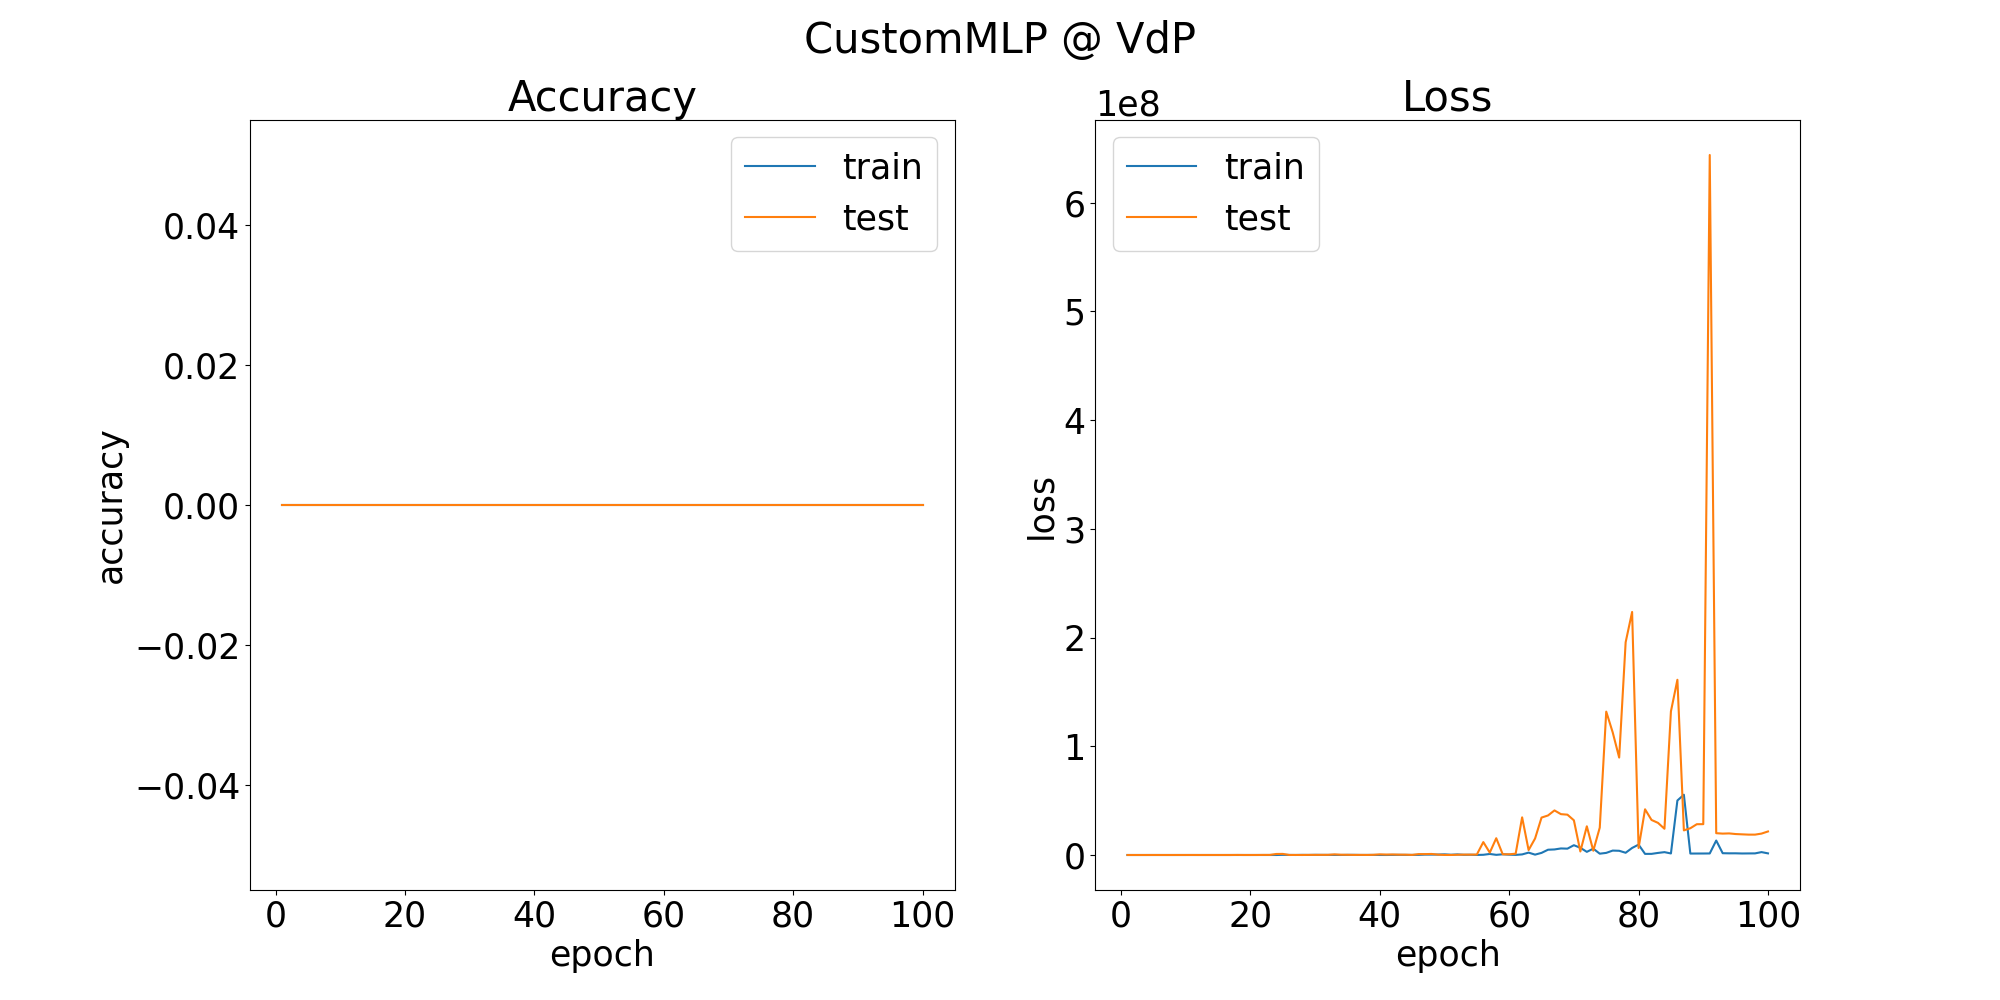 CustomMLP @ VdP
Accuracy
train
test
0.04
0.02
0.00
−0.02
−0.04
accuracy
0 20 40 60 80 100
epoch
Loss
1e8
train
test
6
5
4
3
2
1
0
loss
0 20 40 60 80 100
epoch